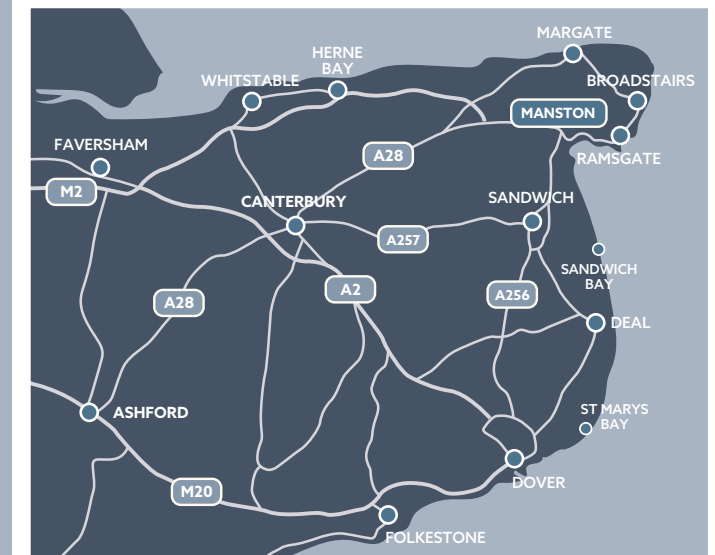 MARGATE
HERNE
BAY
WHITSTABLE
BROADSTAIRS
MANSTON
FAVERSHAM
A28
RAMSGATE
M2
CANTERBURY
SANDWICH
A257
SANDWICH
BAY
A2
A256
A28
DEAL
ASHFORD
ST MARYS
BAY
M20
DOVER
FOLKESTONE